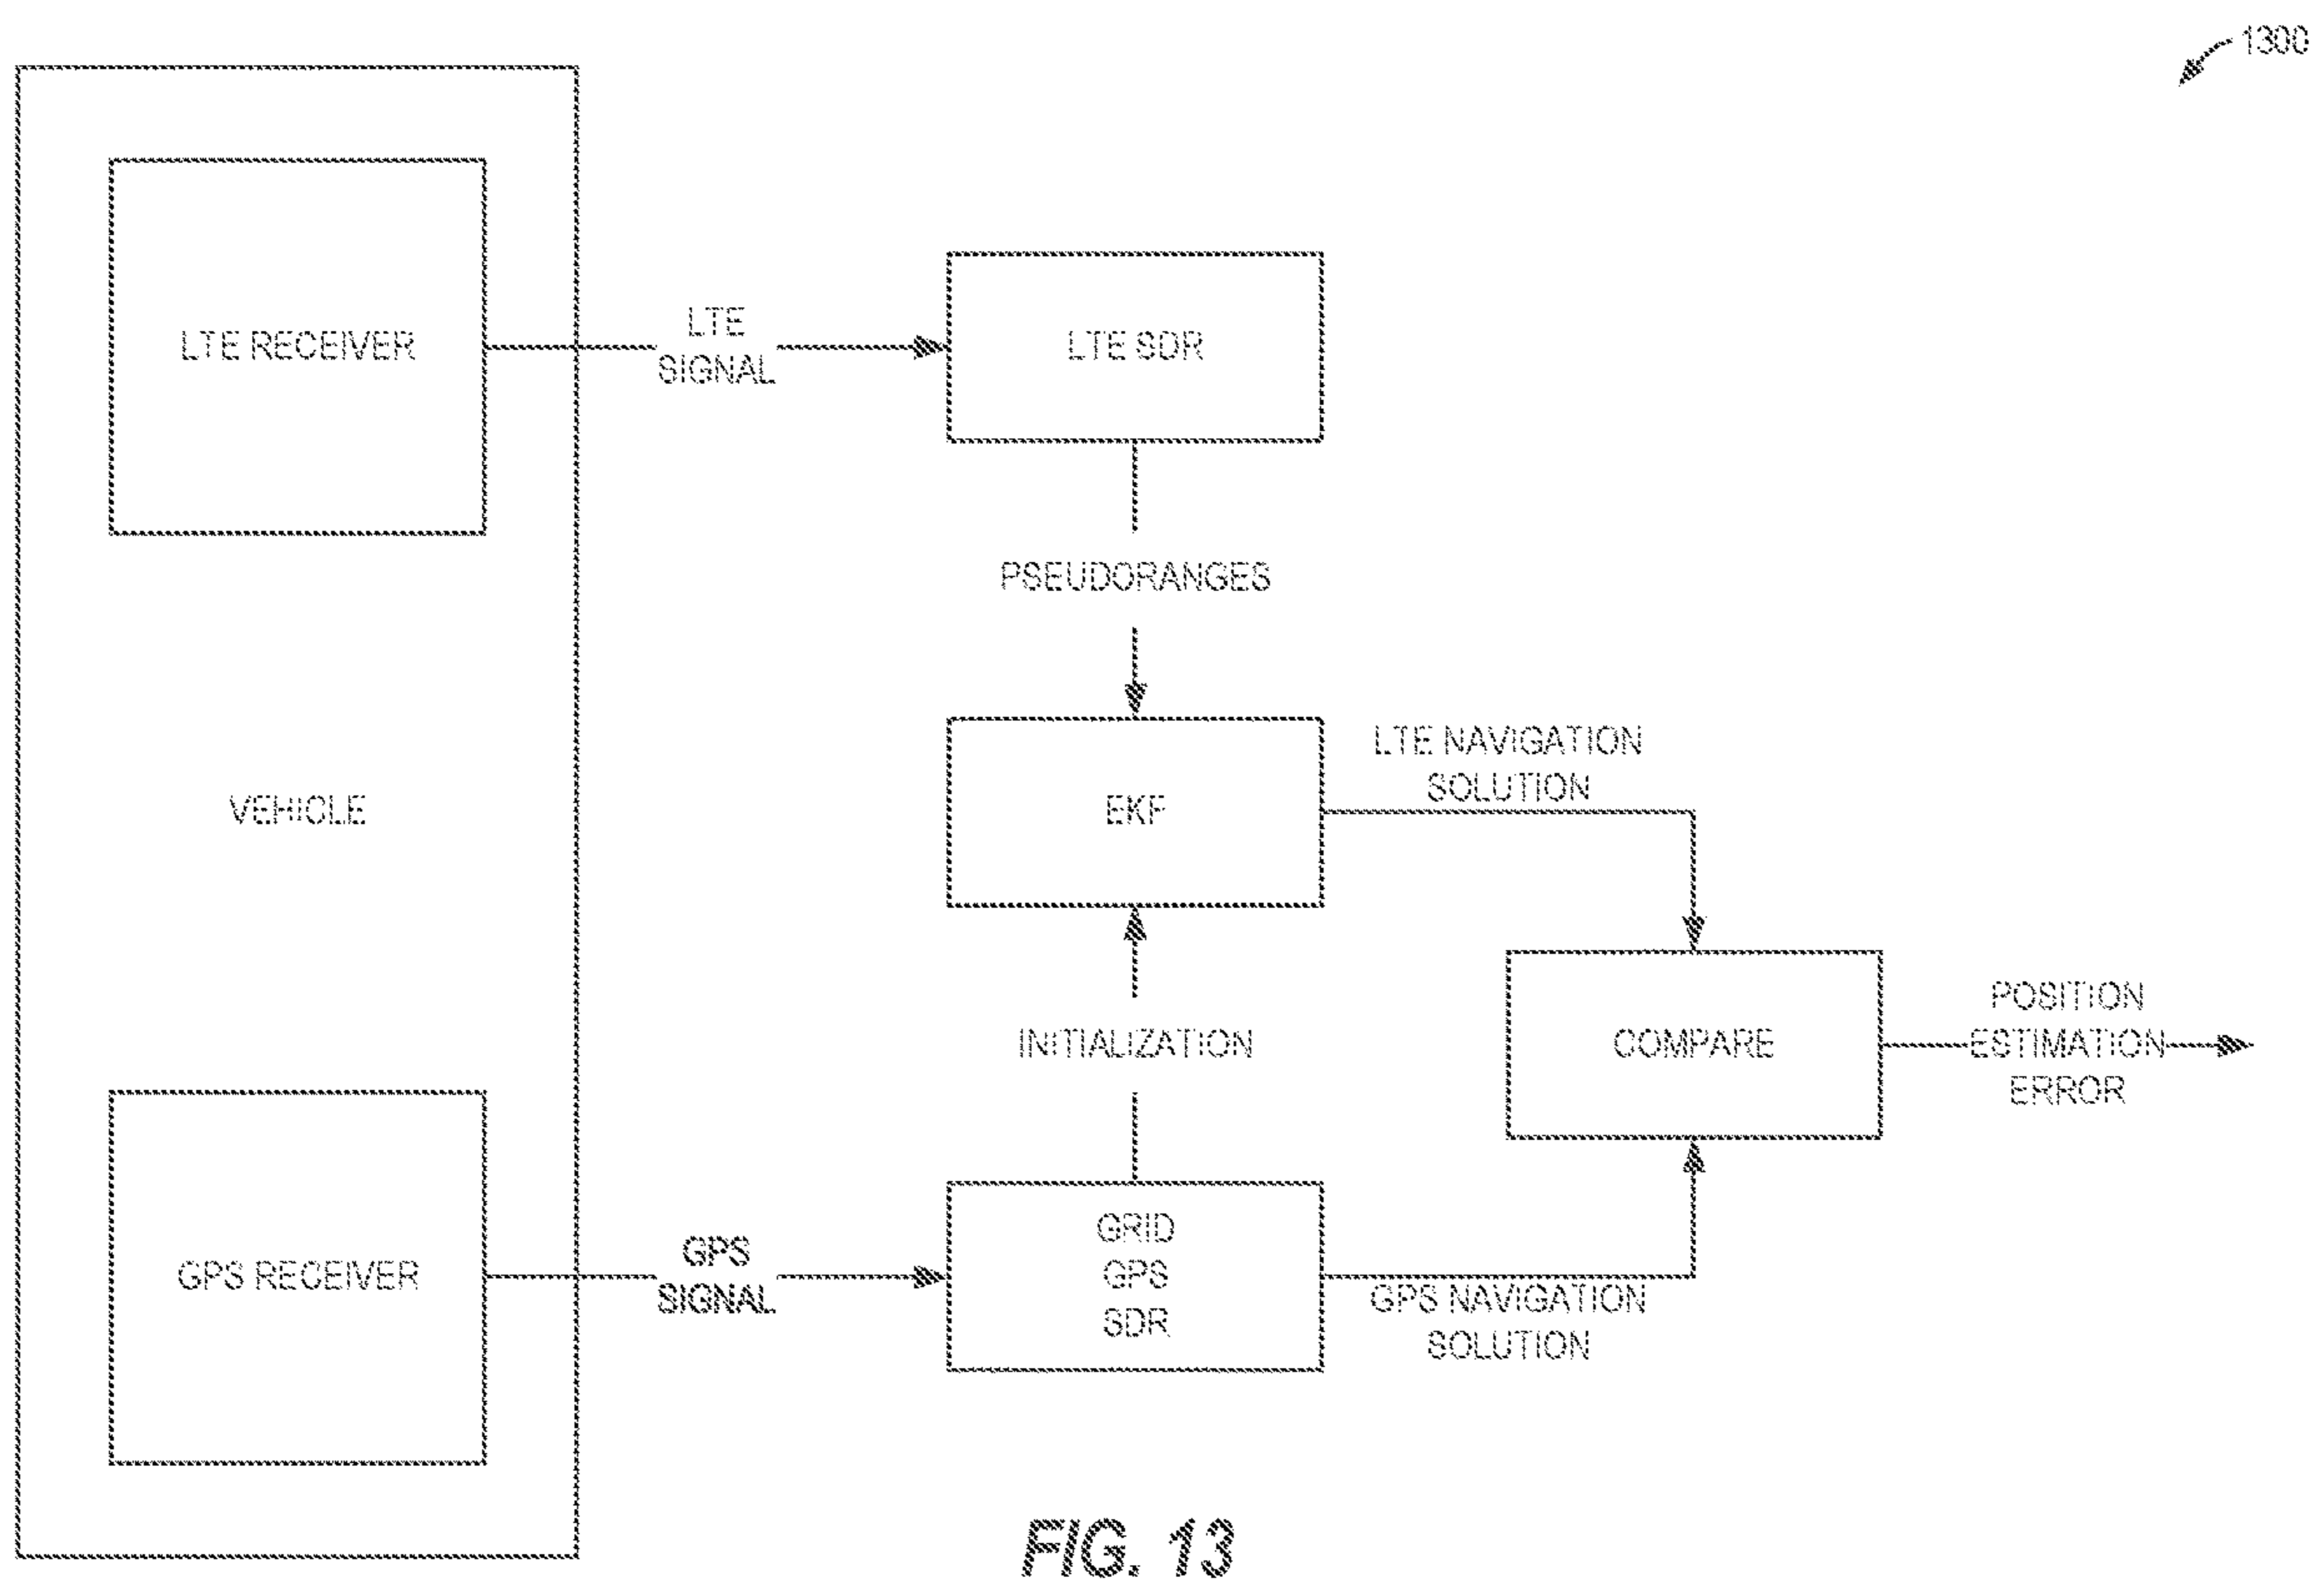 1300
LTE RECEIVER
LTE
SIGNAL
LTE SDR
PSEUDORANGES
VEHICLE
EKF
LTE NAVIGATION
SOLUTION
INITIALIZATION
COMPARE
POSITION
ESTIMATION
ERROR
GPS RECEIVER
GPS
SIGNAL
GRID
GPS
SDR
GPS NAVIGATION
SOLUTION
FIG. 13